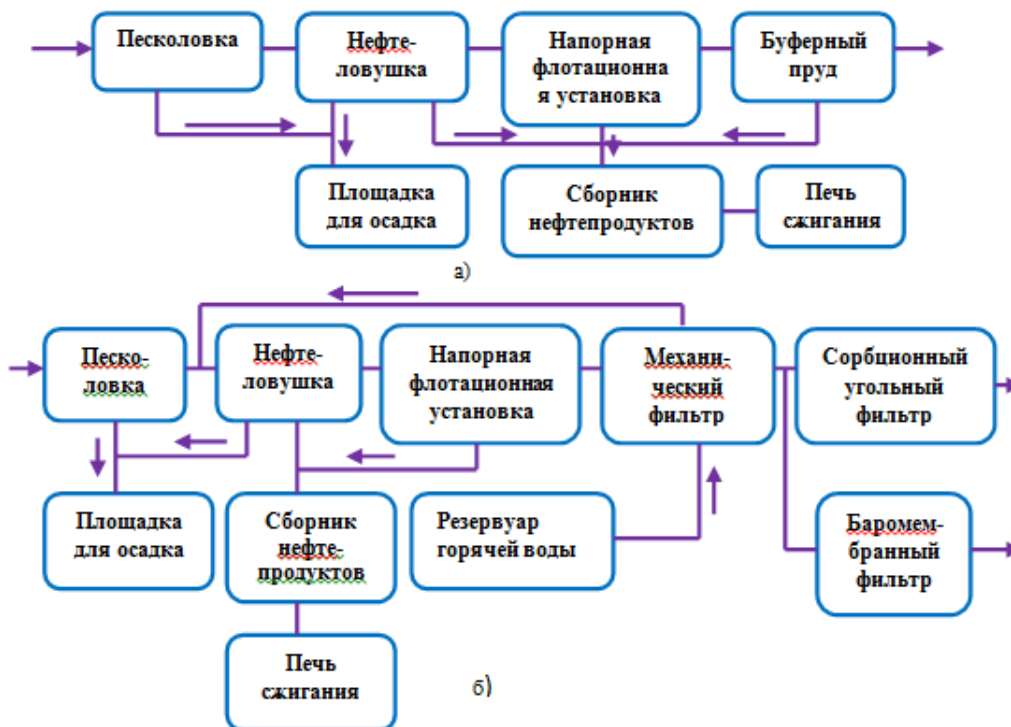 Песколовка
Нефте-
ловушка
Напорная
флотационна
я установка
Буферный
пруд
Площадка
для осадка
Сборник
нефтепродуктов
Печь
сжигания
а)
Песко-
ловка
Нефте-
ловушка
Напорная
флотационная
установка
Механи-
ческий
фильтр
Сорбционный
угольный
фильтр
Площадка
для осадка
Сборник
нефте-
продуктов
Резервуар
горячей воды
Баромем-
бранный
фильтр
Печь
сжигания
б)